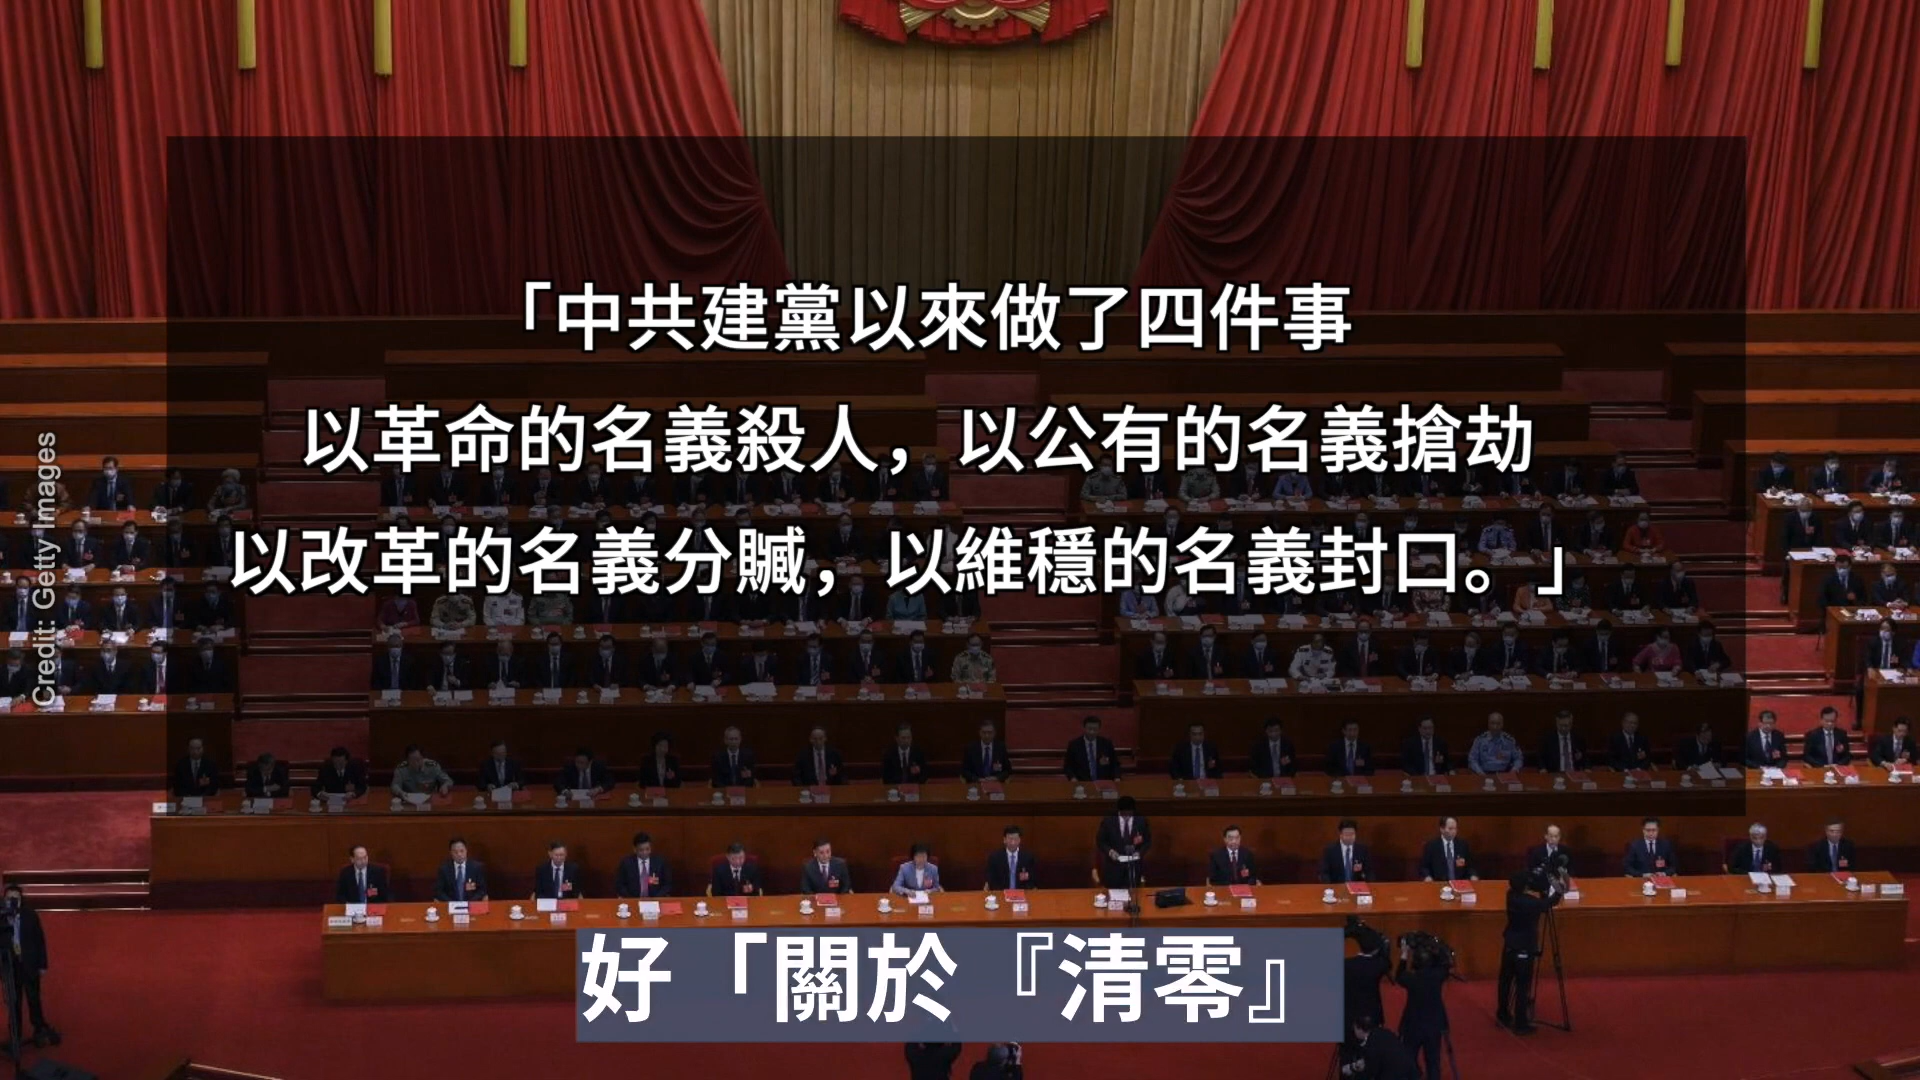 「中共建黨以來做了四件事
以革命的名義殺人，以公有的名義搶劫
以改革的名義分贓，以維穩的名義封口。」
Credit: Getty Images
好「關於『清零』